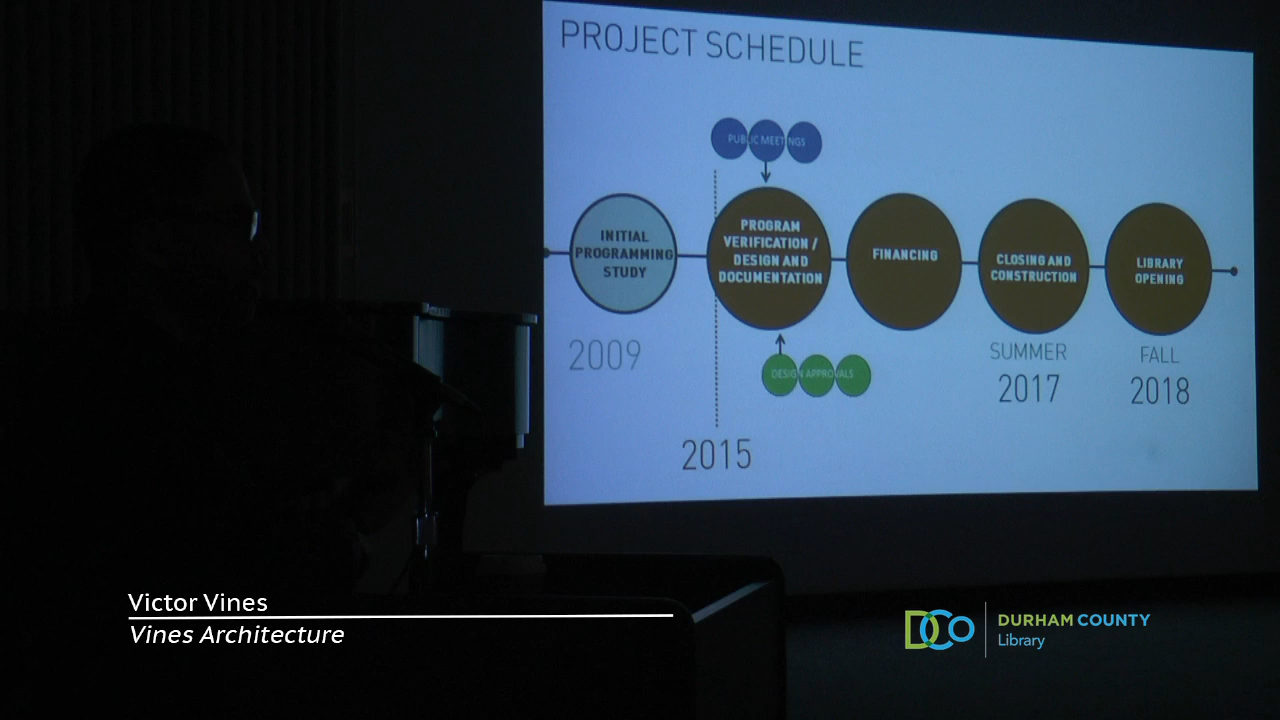 PROJECT SCHEDULE
PUBLIC MEETINGS
INITIAL
PROGRAMMING
STUDY
PROGRAM
VERIFICATION /
DESIGN AND
DOCUMENTATION
FINANCING
CLOSING AND
CONSTRUCTION
LIBRARY
OPENING
2009
DESIGN APPROVALS
SUMMER
2017
FALL
2018
2015
Victor Vines
Vines Architecture
DCo
DURHAM COUNTY
Library